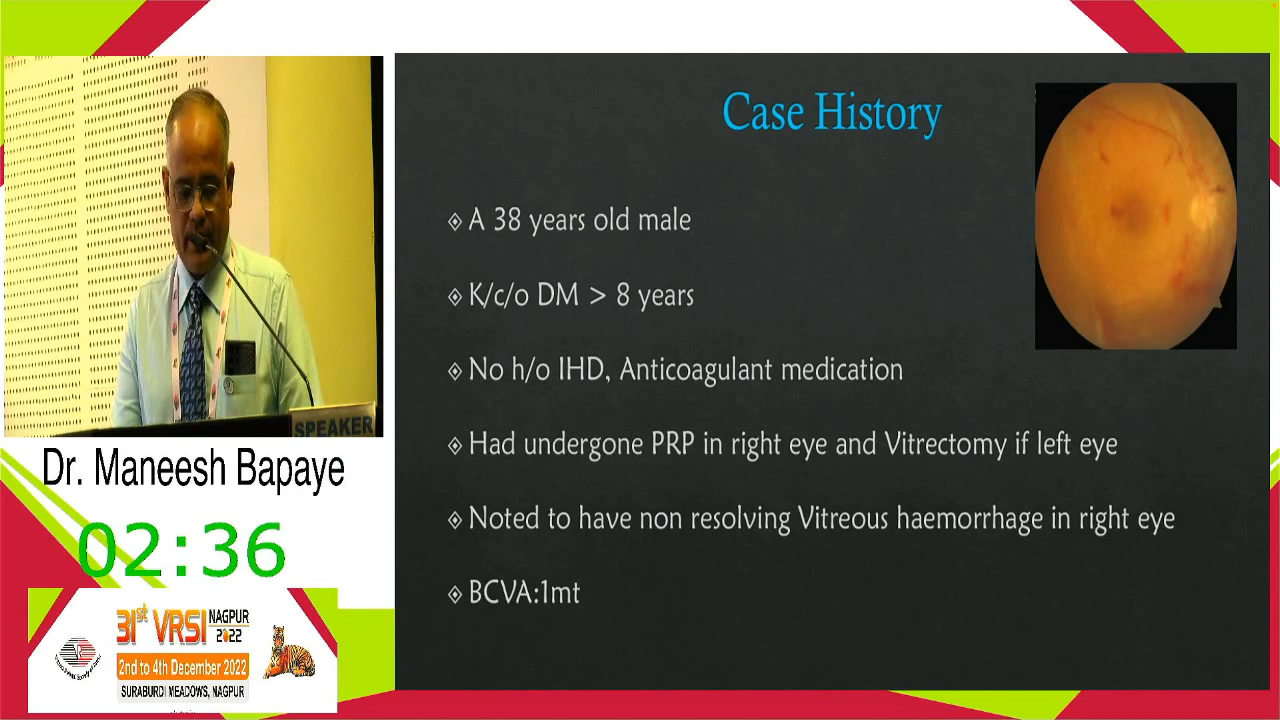 Case History
A 38 years old male
K/c/o DM > 8 years
No h/o IHD, Anticoagulant medication
Had undergone PRP in right eye and Vitrectomy if left eye
Noted to have non resolving Vitreous haemorrhage in right eye
BCVA:1mt
SPEAKER
Dr. Maneesh Bapaye
02:36
31st VRSI NAGPUR 2022
2nd to 4th December 2022
SURABURDI MEADOWS, NAGPUR